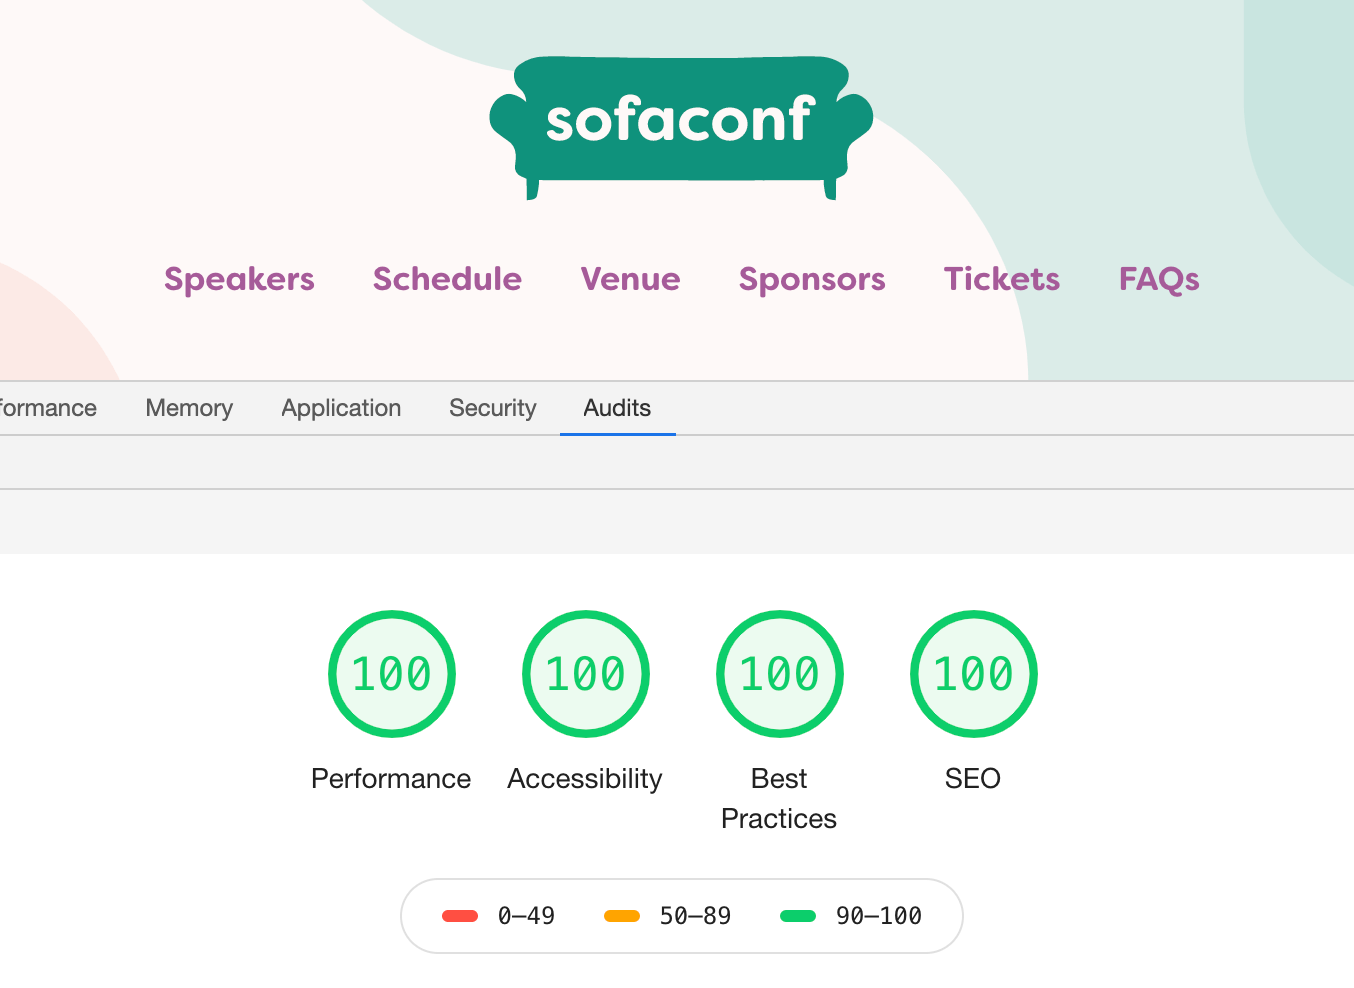 sofaconf
Speakers Schedule Venue Sponsors Tickets FAQs
formance Memory Application Security Audits
100 100 100 100
Performance Accessibility Best Practices SEO
0–49 50–89 90–100